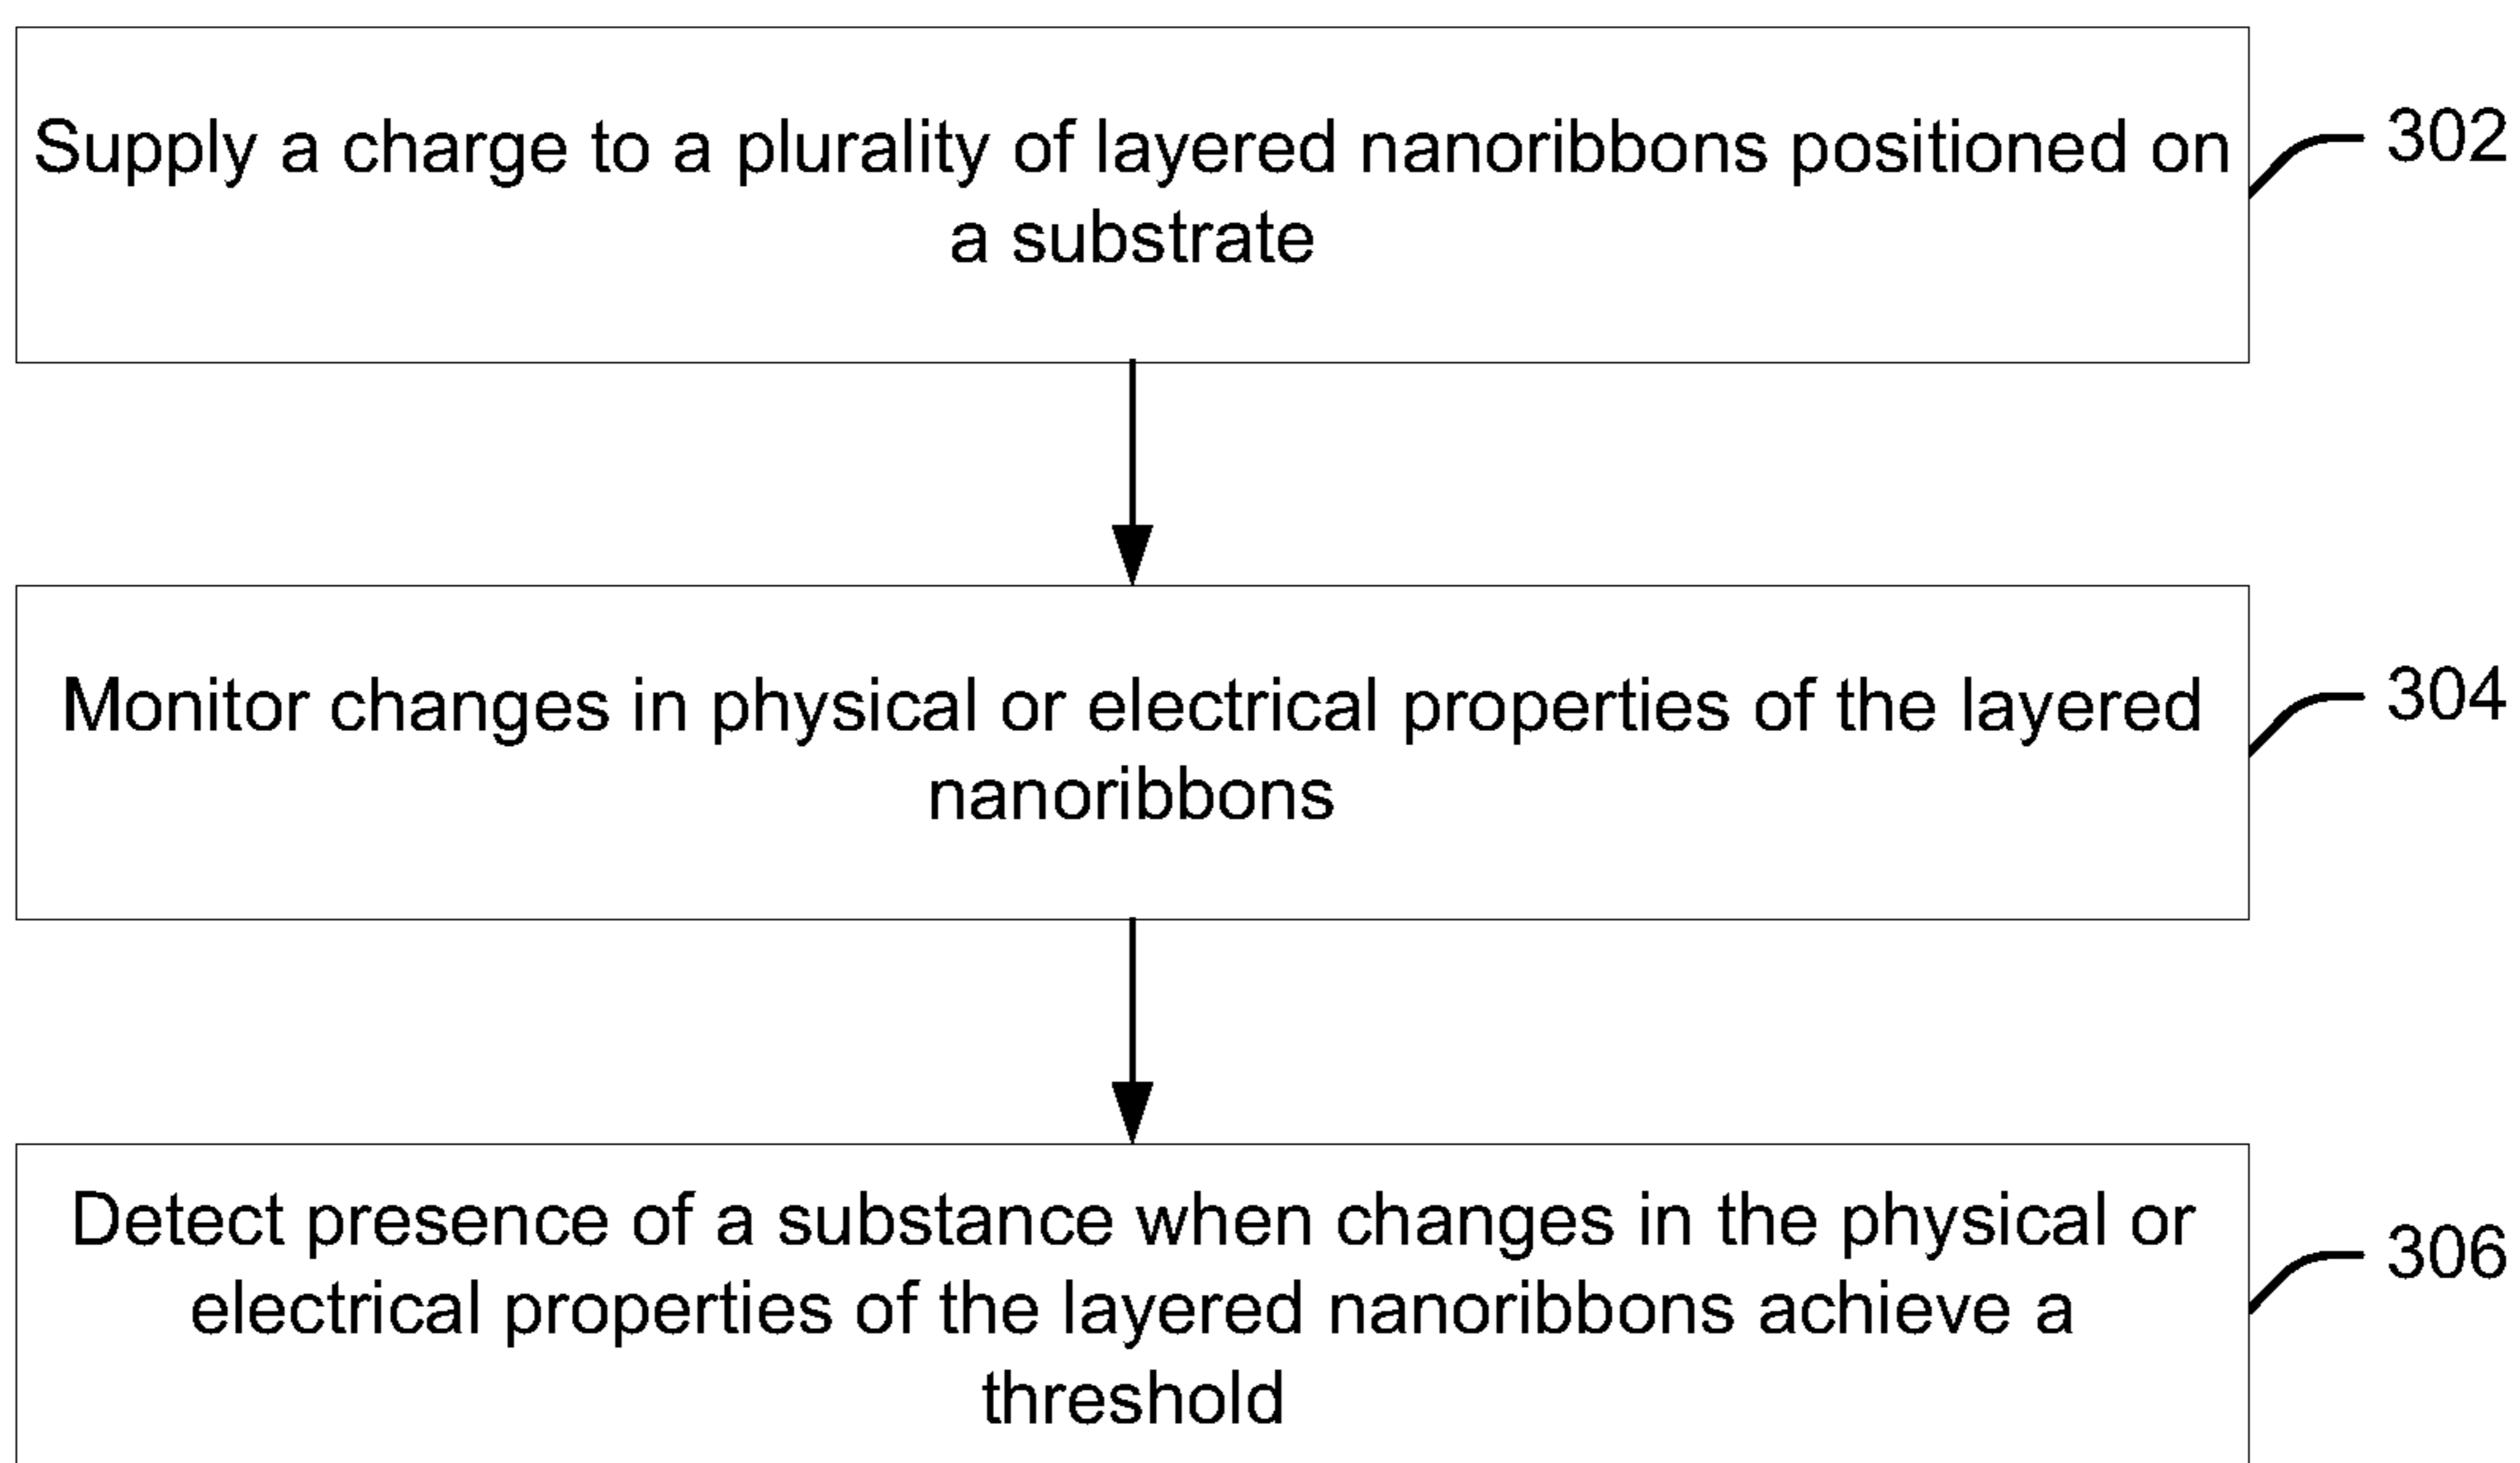 Supply a charge to a plurality of layered nanoribbons positioned on
a substrate
302
Monitor changes in physical or electrical properties of the layered
nanoribbons
304
Detect presence of a substance when changes in the physical or
electrical properties of the layered nanoribbons achieve a
threshold
306